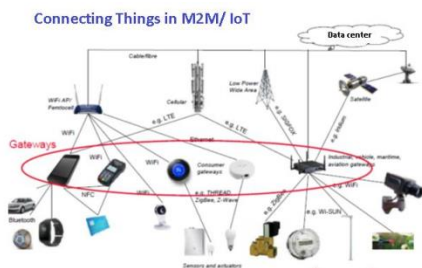 Connecting Things in M2M/ IoT
Data center
Cable/fibre
WiFi AP/
Femtocell
Cellular
Low Power
Wide Area
Satellite
e.g. LTE
e.g. LTE
e.g. SIGFOX
e.g. Iridium
WiFi
Ethernet
Gateways
WiFi
WiFi
Consumer
gateways
Industrial, vehicle, maritime,
aviation gateways
e.g. WiFi
NFC
WiFi
e.g. THREAD,
ZigBee, Z-Wave
e.g. ZigBee
e.g. Wi-SUN
Bluetooth
Sensors and actuators